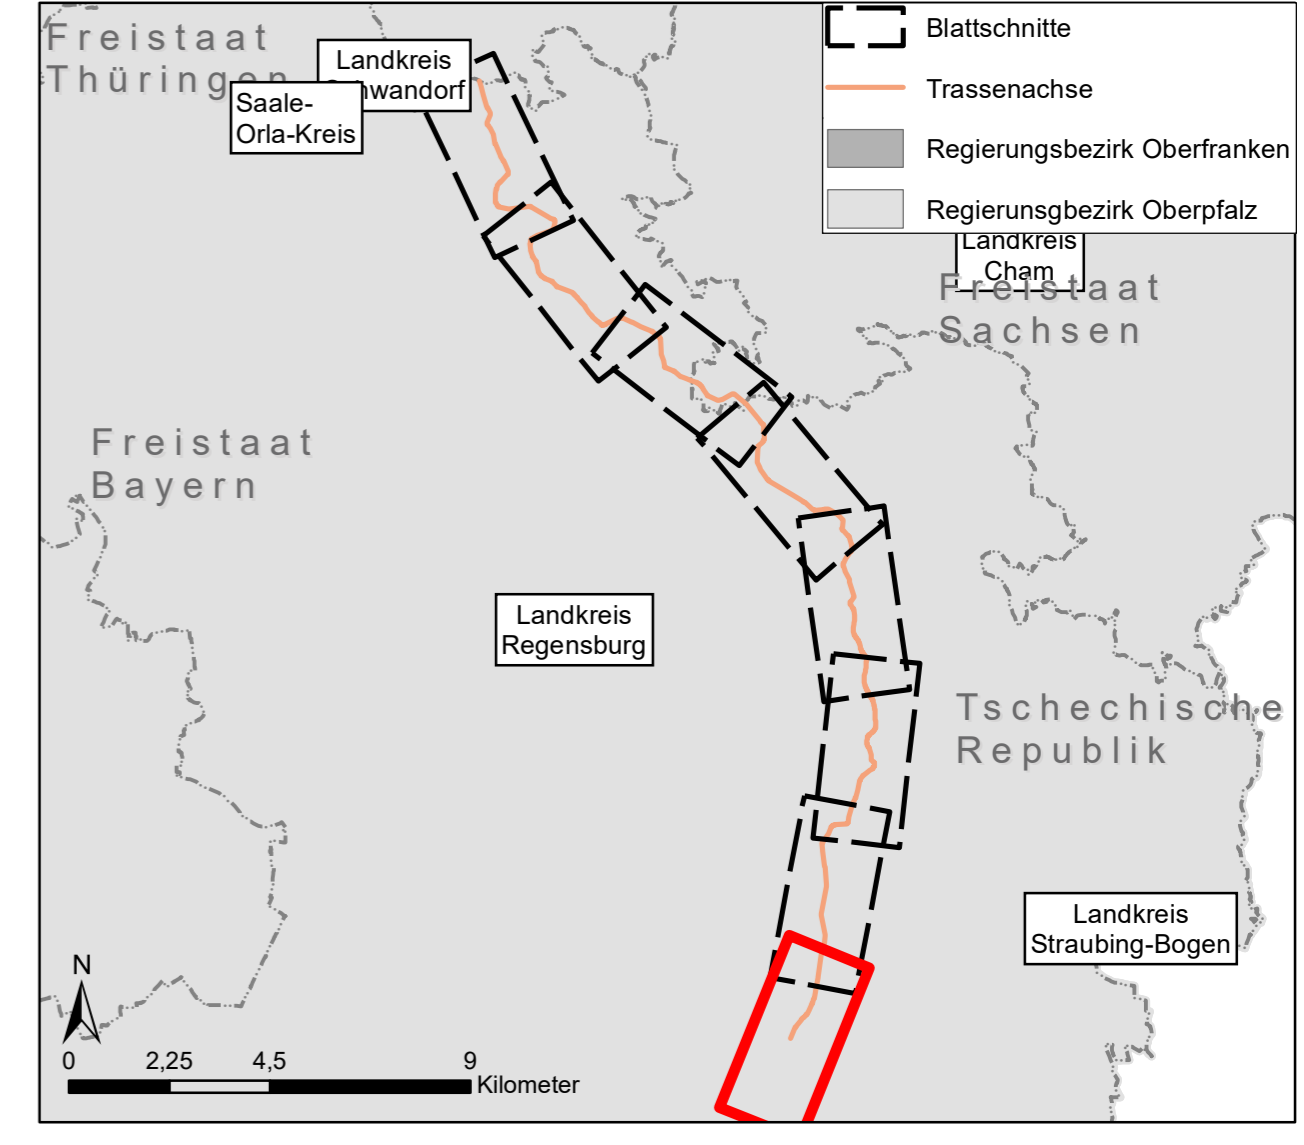 Freistaat
Thüringen
Landkreis
wandorf
Saale-
Orla-Kreis
Blattschnitte
Trassenachse
Regierungsbezirk Oberfranken
Regierunsgbezirk Oberpfalz
Landkreis
Cham
Freistaat
Sachsen
Freistaat
Bayern
Landkreis
Regensburg
Tschechische
Republik
Landkreis
Straubing-Bogen
N
0 2,25 4,5 9
Kilometer